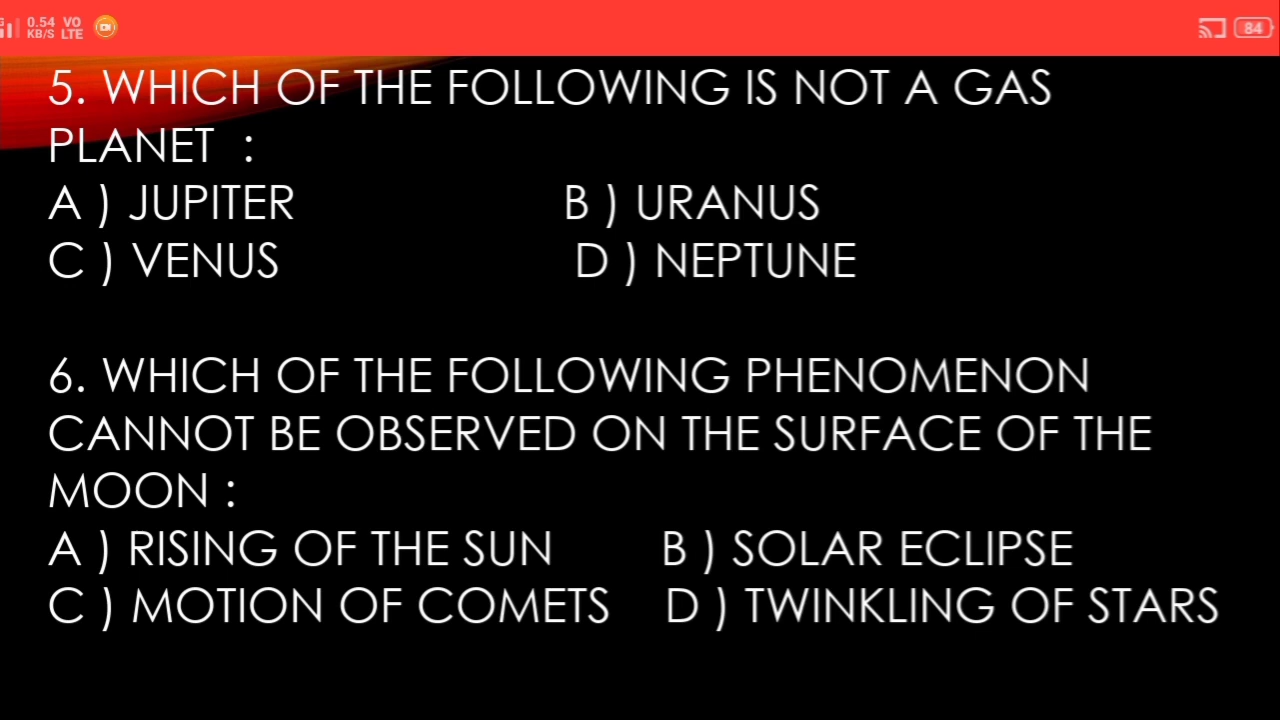 0.54 VO
KB/S LTE
84
5. WHICH OF THE FOLLOWING IS NOT A GAS
PLANET :
A ) JUPITER B ) URANUS
C ) VENUS D ) NEPTUNE
6. WHICH OF THE FOLLOWING PHENOMENON
CANNOT BE OBSERVED ON THE SURFACE OF THE
MOON :
A ) RISING OF THE SUN B ) SOLAR ECLIPSE
C ) MOTION OF COMETS D ) TWINKLING OF STARS